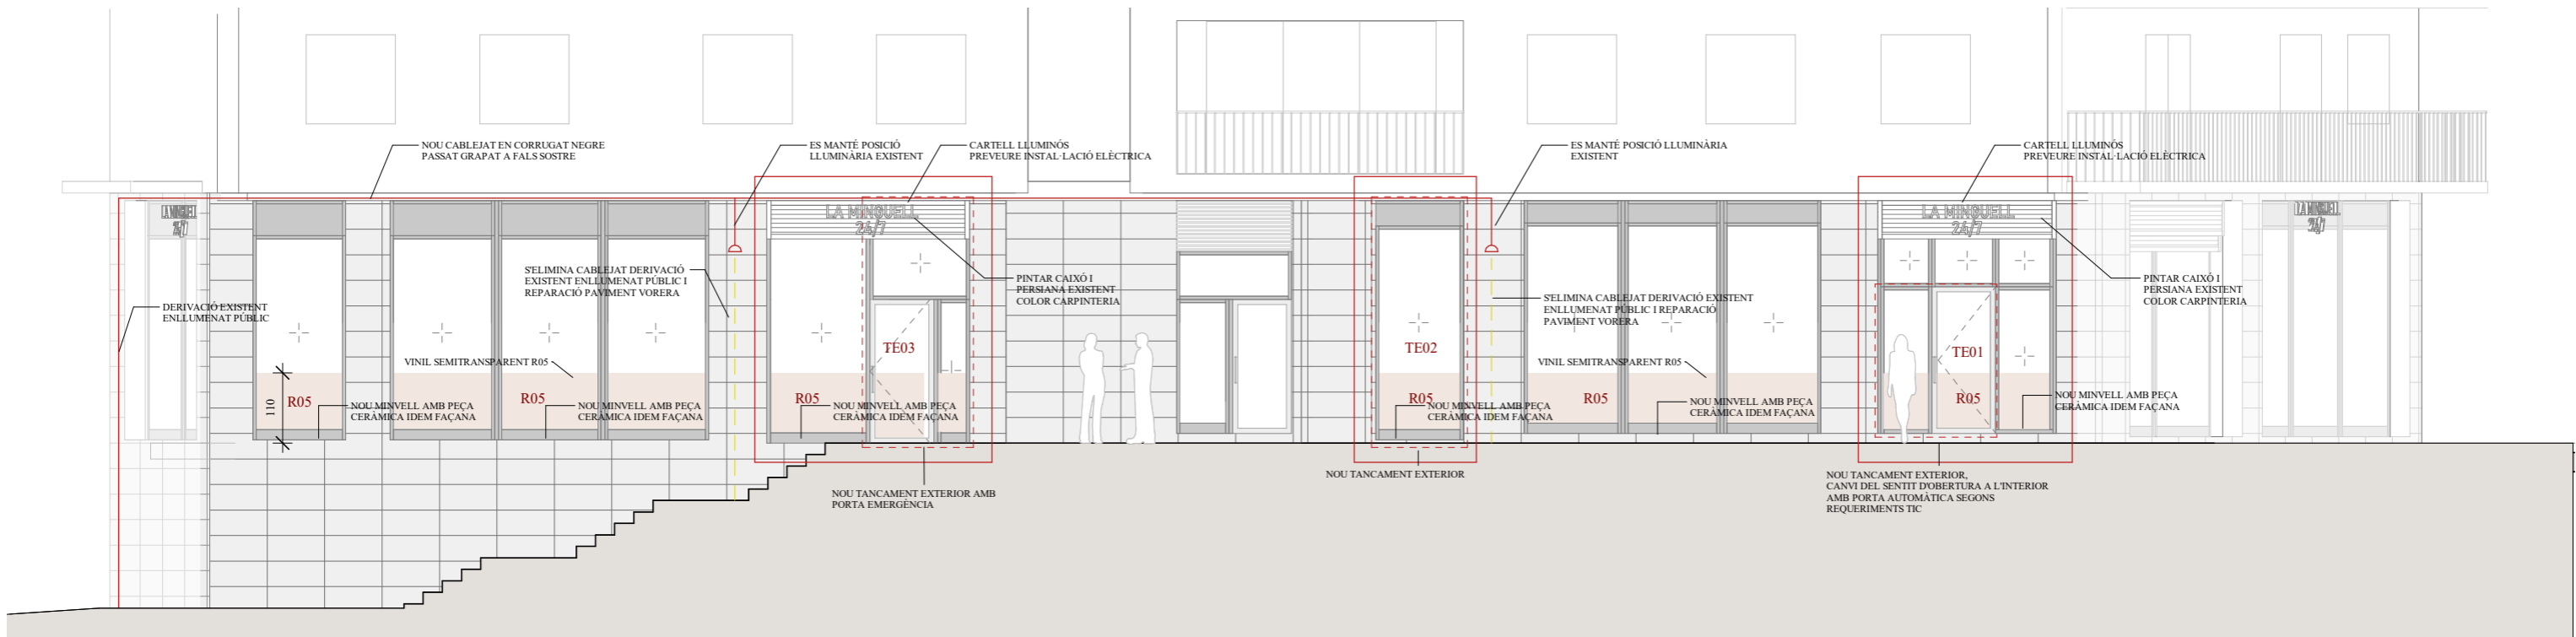 NOU CABLEJAT EN CORRUGAT NEGRE
PASSAT GRAPAT A FALS SOSTRE
ES MANTÉ POSICIÓ
LLUMINÀRIA EXISTENT
CARTELL LLUMINÓS
PREVEURE INSTAL·LACIÓ ELÈCTRICA
ES MANTÉ POSICIÓ LLUMINÀRIA
EXISTENT
CARTELL LLUMINÓS
PREVEURE INSTAL·LACIÓ ELÈCTRICA
LA MINGUELL
24/7
LA MINGUELL
24/7
LA MINGUELL
24/7
LA MINGUELL
24/7
DERIVACIÓ EXISTENT
ENLLUMENAT PÚBLIC
S'ELIMINA CABLEJAT DERIVACIÓ
EXISTENT ENLLUMENAT PÚBLIC I
REPARACIÓ PAVIMENT VORERA
PINTAR CAIXÓ I
PERSIANA EXISTENT
COLOR CARPINTERIA
S'ELIMINA CABLEJAT DERIVACIÓ EXISTENT
ENLLUMENAT PÚBLIC I REPARACIÓ
PAVIMENT VORERA
PINTAR CAIXÓ I
PERSIANA EXISTENT
COLOR CARPINTERIA
TE03
TE02
TE01
VINIL SEMITRANSPARENT R05
VINIL SEMITRANSPARENT R05
110
R05
R05
R05
R05
R05
R05
NOU MINVELL AMB PEÇA
CERÀMICA IDEM FAÇANA
NOU MINVELL AMB PEÇA
CERÀMICA IDEM FAÇANA
NOU MINVELL AMB PEÇA
CERÀMICA IDEM FAÇANA
NOU MINVELL AMB PEÇA
CERÀMICA IDEM FAÇANA
NOU MINVELL AMB PEÇA
CERÀMICA IDEM FAÇANA
NOU MINVELL AMB PEÇA
CERÀMICA IDEM FAÇANA
NOU TANCAMENT EXTERIOR AMB
PORTA EMERGÈNCIA
NOU TANCAMENT EXTERIOR
NOU TANCAMENT EXTERIOR,
CANVI DEL SENTIT D'OBERTURA A L'INTERIOR
AMB PORTA AUTOMÀTICA SEGONS
REQUERIMENTS TIC